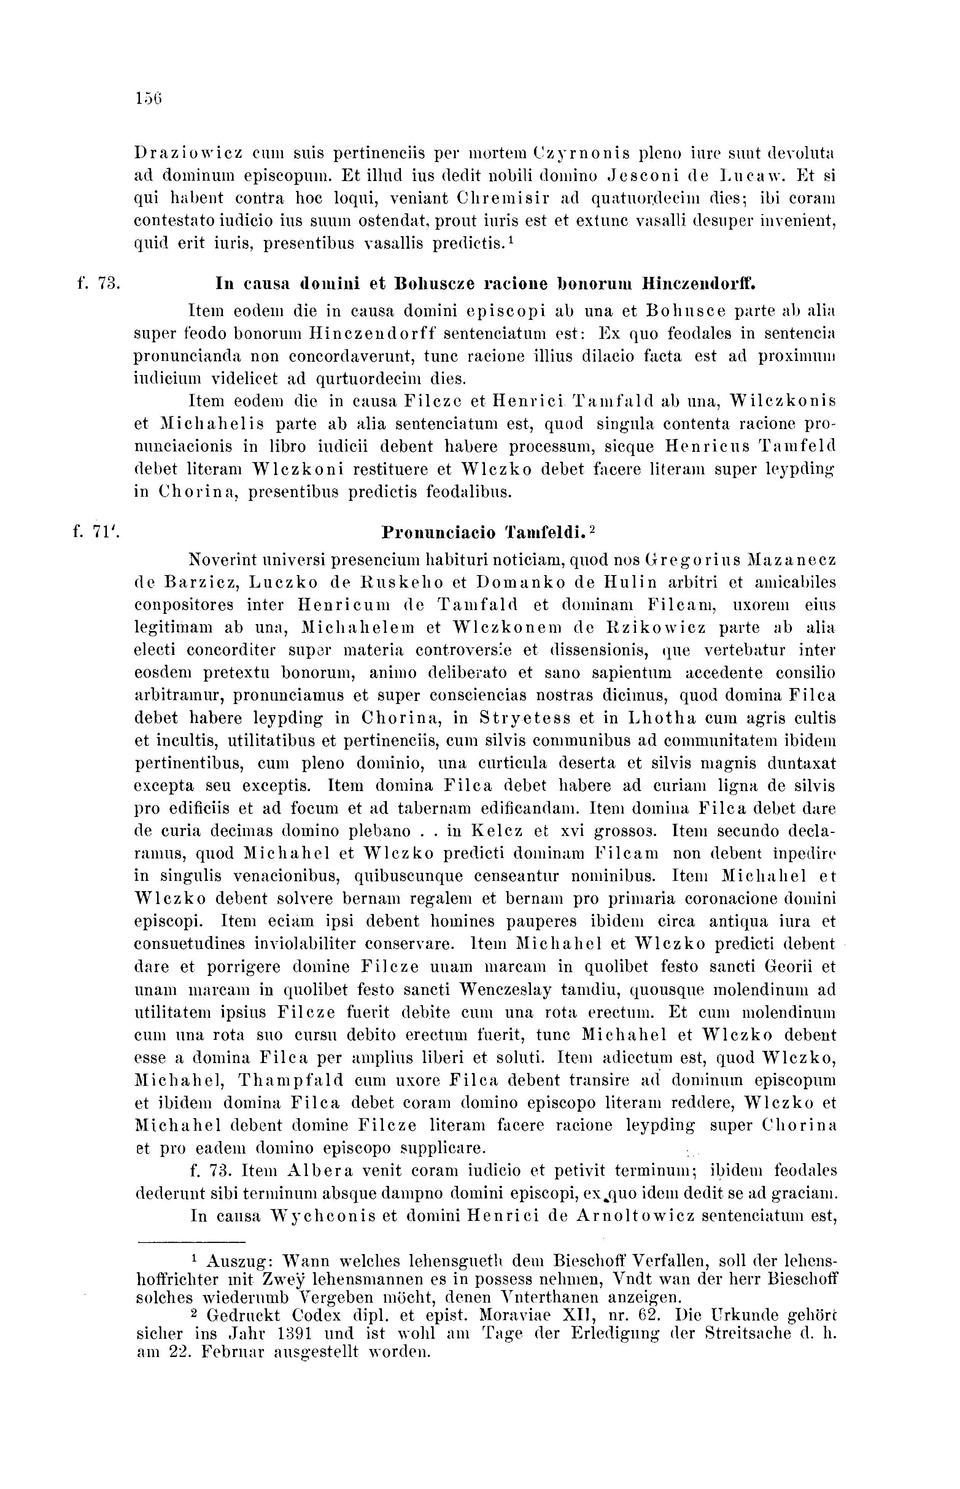 156
Draziowicz cum suis pertinenciis per mortem Czyrnonis pleno iure sunt devoluta
ad dominum episcopum. Et illud ius dedit nobili domino Jesconi de Lucaw. Et si
qui habent contra hoc loqui, veniant Chremisir ad quatuordecim dies; ibi coram
contestato iudicio ius suum ostendat, prout iuris est et extunc vasalli desuper invenient,
quid erit iuris, presentibus vasallis predictis. ¹
f. 73. In causa domini et Bohuscze racione bonorum Hinczendorff.
Item eodem die in causa domini episcopi ab una et Bohusce parte ab alia
super feodo bonorum Hinczendorff sentenciatum est: Ex quo feodales in sentencia
pronuncianda non concordaverunt, tunc racione illius dilacio facta est ad proximum
iudicium videlicet ad qurtuordecim dies.
Item eodem die in causa Filcze et Henrici Tamfald ab una, Wilczkonis
et Michahelis parte ab alia sentenciatum est, quod singula contenta racione pro-
nunciacionis in libro iudicii debent habere processum, sicque Henricus Tamfeld
debet literam Wlczkoni restituere et Wlczko debet facere literam super leypding
in Chorina, presentibus predictis feodalibus.
f. 71'. Pronunciacio Tamfeldi. ²
Noverint universi presencium habituri noticiam, quod nos Gregorius Mazanecz
de Barzicz, Luczko de Ruskeho et Domanko de Hulin arbitri et amicabiles
conpositores inter Henricum de Tamfald et dominam Filcam, uxorem eius
legitimam ab una, Michahelem et Wlczkonem de Rzikowicz parte ab alia
electi concorditer super materia controversie et dissensionis, que vertebatur inter
eosdem pretextu bonorum, animo deliberato et sano sapientum accedente consilio
arbitramur, pronunciamus et super consciencias nostras dicimus, quod domina Filca
debet habere leypding in Chorina, in Stryetess et in Lhotha cum agris cultis
et incultis, utilitatibus et pertinenciis, cum silvis communibus ad communitatem ibidem
pertinentibus, cum pleno dominio, una curticula deserta et silvis magnis duntaxat
excepta seu exceptis. Item domina Filca debet habere ad curiam ligna de silvis
pro edificiis et ad focum et ad tabernam edificandam. Item domina Filca debet dare
de curia decimas domino plebano . . in Kelcz et xvi grossos. Item secundo decla-
ramus, quod Michahel et Wlczko predicti dominam Filcam non debent inpedire
in singulis venacionibus, quibuscunque censeantur nominibus. Item Michahel et
Wlczko debent solvere bernam regalem et bernam pro primaria coronacione domini
episcopi. Item eciam ipsi debent homines pauperes ibidem circa antiqua iura et
consuetudines inviolabiliter conservare. Item Michahel et Wlczko predicti debent
dare et porrigere domine Filcze unam marcam in quolibet festo sancti Georii et
unam marcam in quolibet festo sancti Wenczeslay tamdiu, quousque molendinum ad
utilitatem ipsius Filcze fuerit debite cum una rota erectum. Et cum molendinum
cum una rota suo cursu debito erectum fuerit, tunc Michahel et Wlczko debent
esse a domina Filca per amplius liberi et soluti. Item adiectum est, quod Wlczko,
Michahel, Thampfald cum uxore Filca debent transire ad dominum episcopum
et ibidem domina Filca debet coram domino episcopo literam reddere, Wlczko et
Michahel debent domine Filcze literam facere racione leypding super Chorina
et pro eadem domino episcopo supplicare.
f. 73. Item Albera venit coram iudicio et petivit terminum; ibidem feodales
dederunt sibi terminum absque dampno domini episcopi, ex quo idem dedit se ad graciam.
In causa Wychconis et domini Henrici de Arnoltowicz sentenciatum est,
¹ Auszug: Wann welches lehensgueth dem Bieschoff Verfallen, soll der lehens-
hoffrichter mit Zweÿ lehensmannen es in possess nehmen, Vndt wan der herr Bieschoff
solches wiederumb Vergeben möcht, denen Vnterthanen anzeigen.
² Gedruckt Codex dipl. et epist. Moraviae XII, nr. 62. Die Urkunde gehört
sicher ins Jahr 1391 und ist wohl am Tage der Erledigung der Streitsache d. h.
am 22. Februar ausgestellt worden.